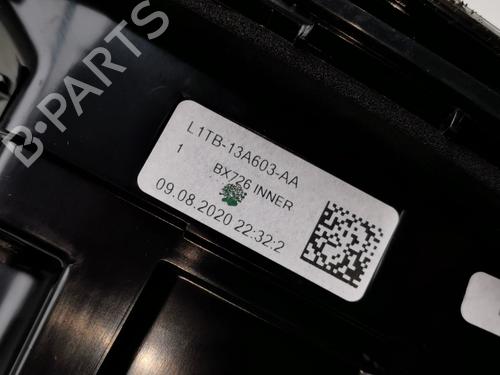 B-PARTS
L1TB-13A603-AA
1 BX726 INNER
09.08.2020 22:32:2